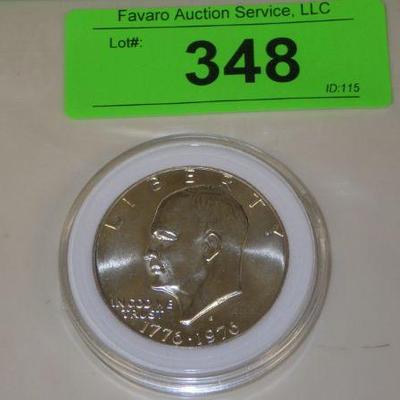 Favaro Auction Service, LLC
Lot#:
348
ID:115
LIBERTY
IN GOD WE
TRUST
1776·1976